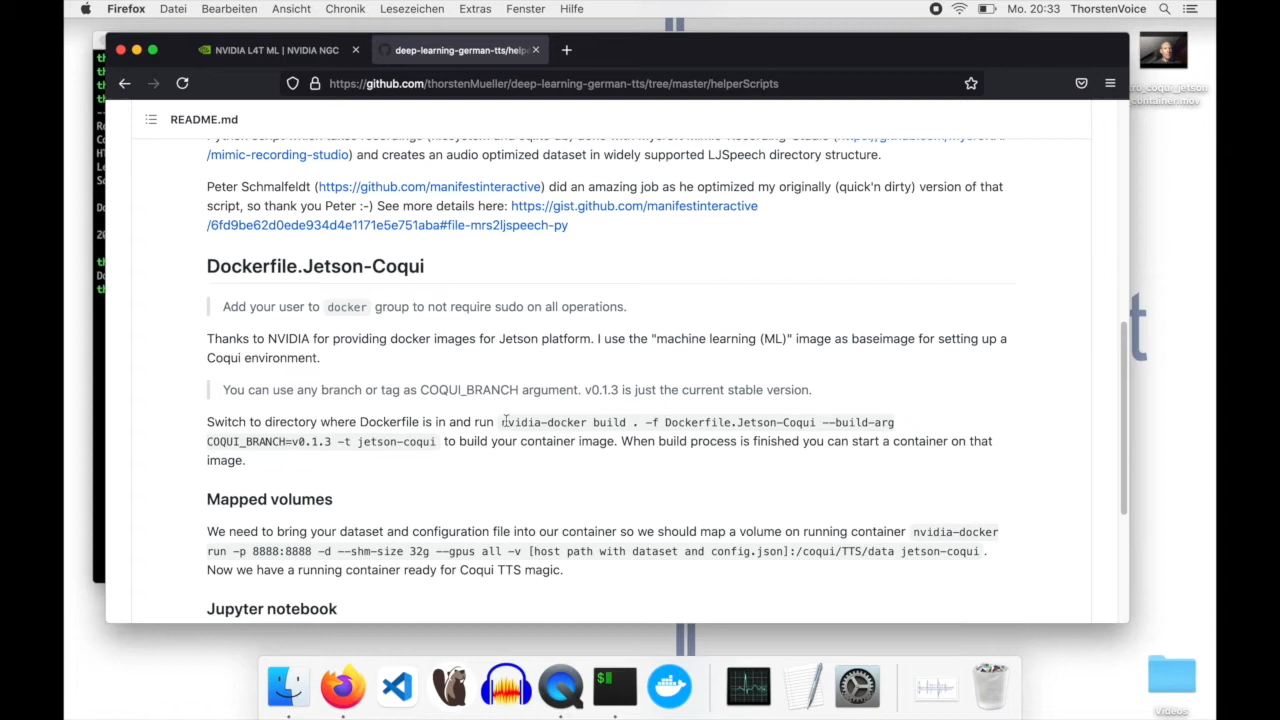 Firefox Datei Bearbeiten Ansicht Chronik Lesezeichen Extras Fenster Hilfe Mo. 20:33 ThorstenVoice
NVIDIA L4T ML | NVIDIA NGC
deep-learning-german-tts/help
https://github.com/thorstenMueller/deep-learning-german-tts/tree/master/helperScripts
README.md
/mimic-recording-studio) and creates an audio optimized dataset in widely supported LJSpeech directory structure.
Peter Schmalfeldt (https://github.com/manifestinteractive) did an amazing job as he optimized my originally (quick'n dirty) version of that
script, so thank you Peter :-) See more details here: https://gist.github.com/manifestinteractive
/6fd9be62d0ede934d4e1171e5e751aba#file-mrs2ljspeech-py
Dockerfile.Jetson-Coqui
Add your user to docker group to not require sudo on all operations.
Thanks to NVIDIA for providing docker images for Jetson platform. I use the "machine learning (ML)" image as baseimage for setting up a
Coqui environment.
You can use any branch or tag as COQUI_BRANCH argument. v0.1.3 is just the current stable version.
Switch to directory where Dockerfile is in and run nvidia-docker build . -f Dockerfile.Jetson-Coqui --build-arg
COQUI_BRANCH=v0.1.3 -t jetson-coqui to build your container image. When build process is finished you can start a container on that
image.
Mapped volumes
We need to bring your dataset and configuration file into our container so we should map a volume on running container nvidia-docker
run -p 8888:8888 -d --shm-size 32g --gpus all -v [host path with dataset and config.json]:/coqui/TTS/data jetson-coqui .
Now we have a running container ready for Coqui TTS magic.
Jupyter notebook
tro_coqui_jetson
_container.mov
Videos